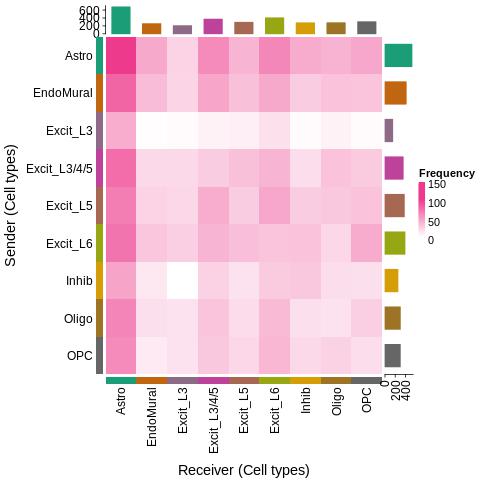 600
400
200
0
Astro
EndoMural
Excit_L3
Excit_L3/4/5
Excit_L5
Excit_L6
Inhib
Oligo
OPC
Sender (Cell types)
Frequency
150
100
50
0
0
200
400
Astro
EndoMural
Excit_L3
Excit_L3/4/5
Excit_L5
Excit_L6
Inhib
Oligo
OPC
Receiver (Cell types)